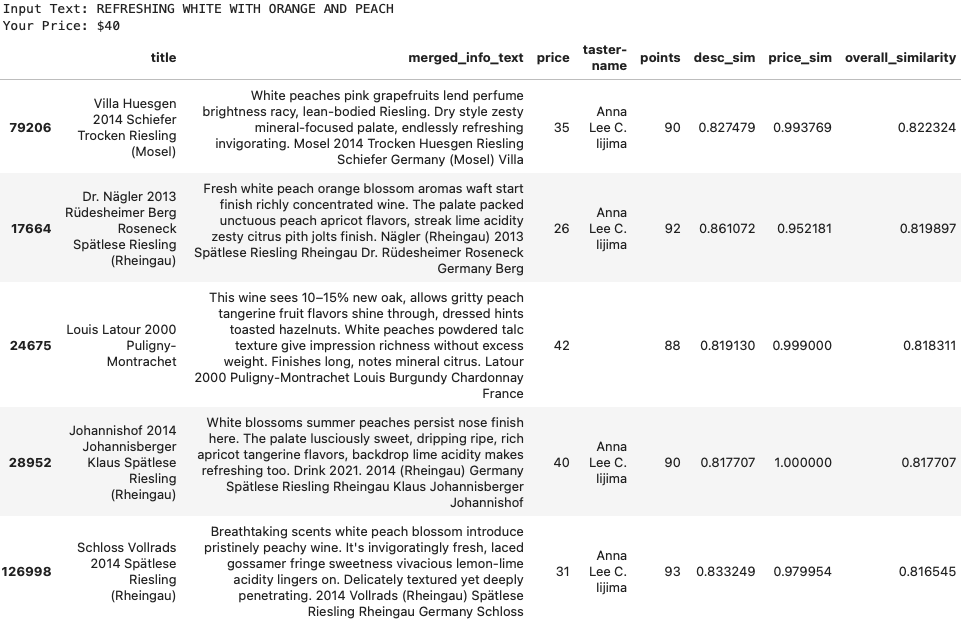 Input Text: REFRESHING WHITE WITH ORANGE AND PEACH
Your Price: $40
title merged_info_text price taster-name points desc_sim price_sim overall_similarity
79206
Villa Huesgen
2014 Schiefer
Trocken Riesling
(Mosel)
White peaches pink grapefruits lend perfume
brightness racy, lean-bodied Riesling. Dry style zesty
mineral-focused palate, endlessly refreshing
invigorating. Mosel 2014 Trocken Huesgen Riesling
Schiefer Germany (Mosel) Villa
35
Anna
Lee C.
Iijima
90 0.827479 0.993769 0.822324
17664
Dr. Nägler 2013
Rüdesheimer Berg
Roseneck
Spätlese Riesling
(Rheingau)
Fresh white peach orange blossom aromas waft start
finish richly concentrated wine. The palate packed
unctuous peach apricot flavors, streak lime acidity
zesty citrus pith jolts finish. Nägler (Rheingau) 2013
Spätlese Riesling Rheingau Dr. Rüdesheimer Roseneck
Germany Berg
26
Anna
Lee C.
Iijima
92 0.861072 0.952181 0.819897
24675
Louis Latour 2000
Puligny-
Montrachet
This wine sees 10–15% new oak, allows gritty peach
tangerine fruit flavors shine through, dressed hints
toasted hazelnuts. White peaches powdered talc
texture give impression richness without excess
weight. Finishes long, notes mineral citrus. Latour
2000 Puligny-Montrachet Louis Burgundy Chardonnay
France
42
88 0.819130 0.999000 0.818311
28952
Johannishof 2014
Johannisberger
Klaus Spätlese
Riesling
(Rheingau)
White blossoms summer peaches persist nose finish
here. The palate lusciously sweet, dripping ripe, rich
apricot tangerine flavors, backdrop lime acidity makes
refreshing too. Drink 2021. 2014 (Rheingau) Germany
Spätlese Riesling Rheingau Klaus Johannisberger
Johannishof
40
Anna
Lee C.
Iijima
90 0.817707 1.000000 0.817707
126998
Schloss Vollrads
2014 Spätlese
Riesling
(Rheingau)
Breathtaking scents white peach blossom introduce
pristinely peachy wine. It's invigoratingly fresh, laced
gossamer fringe sweetness vivacious lemon-lime
acidity lingers on. Delicately textured yet deeply
penetrating. 2014 Vollrads (Rheingau) Spätlese
Riesling Rheingau Germany Schloss
31
Anna
Lee C.
Iijima
93 0.833249 0.979954 0.816545